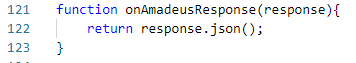 121 function onAmadeusResponse(response){
122     return response.json();
123 }